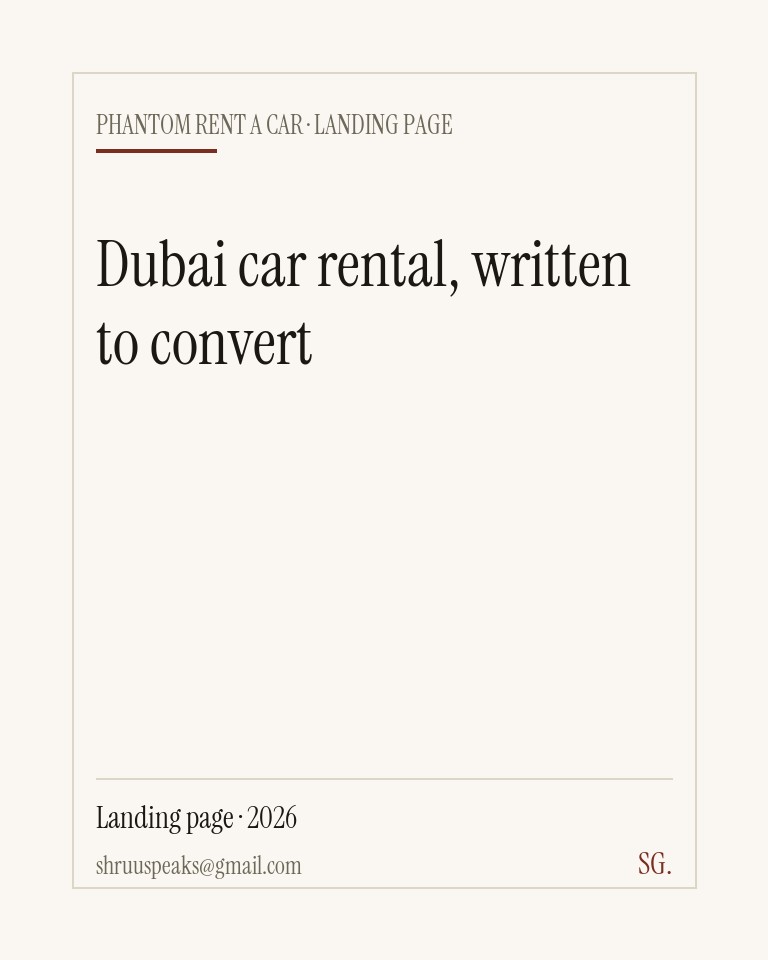 PHANTOM RENT A CAR · LANDING PAGE
Dubai car rental, written
to convert
Landing page · 2026
shruuspeaks@gmail.com
SG.